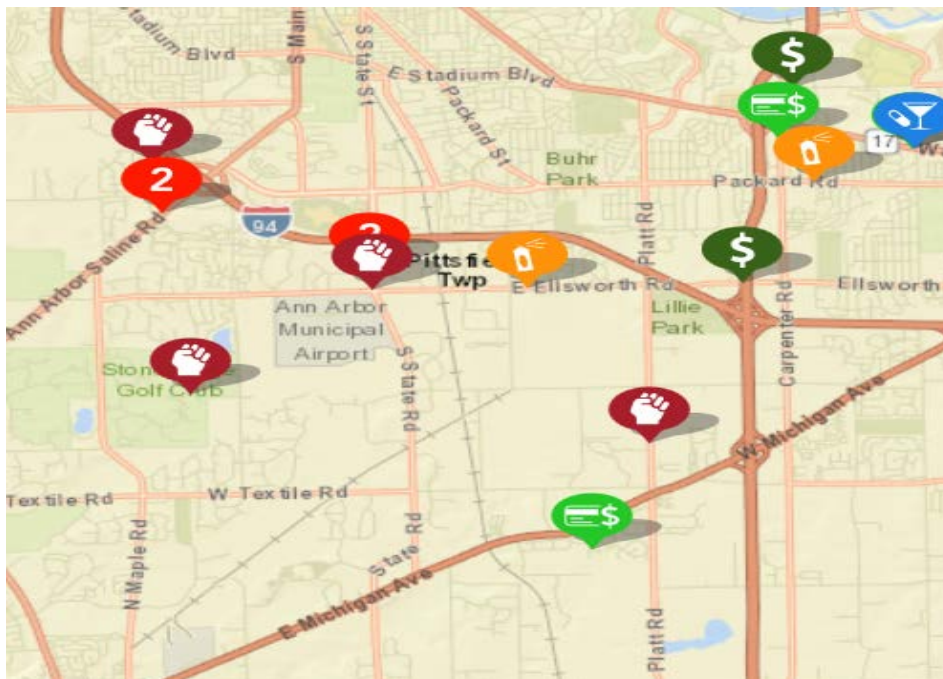 Stadium Blvd
S Main
S State St
E Stadium Blvd
Packard St
$
$
17
W
2
Buhr
Park
Packard Rd
94
2
Ann Arbor Saline Rd
Pittsfi
Twp
$
Platt Rd
E Ellsworth Rd
Ellsworth
Ann Arbor
Municipal
Airport
Lillie
Park
Carpenter Rd
Ston
Golf Club
S State Rd
W Michigan Ave
Textile Rd
W Textile Rd
$
N Maple Rd
State Rd
E Michigan Ave
Platt Rd